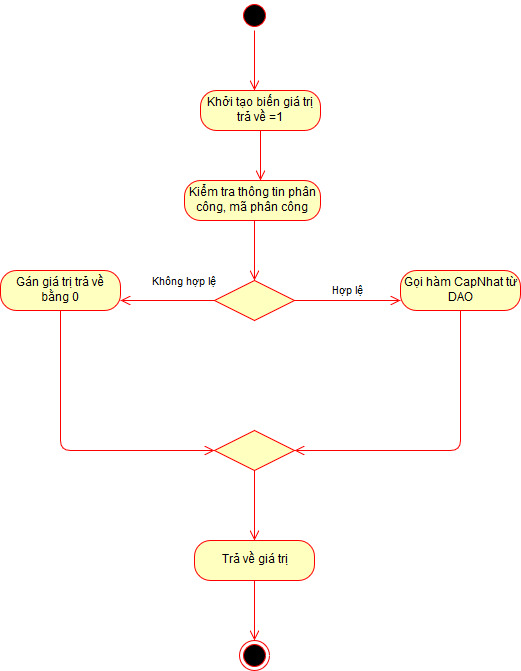 Khởi tạo biến giá trị
trả về =1
Kiểm tra thông tin phân
công, mã phân công
Không hợp lệ
Hợp lệ
Gán giá trị trả về
bằng 0
Gọi hàm CapNhat từ
DAO
Trả về giá trị